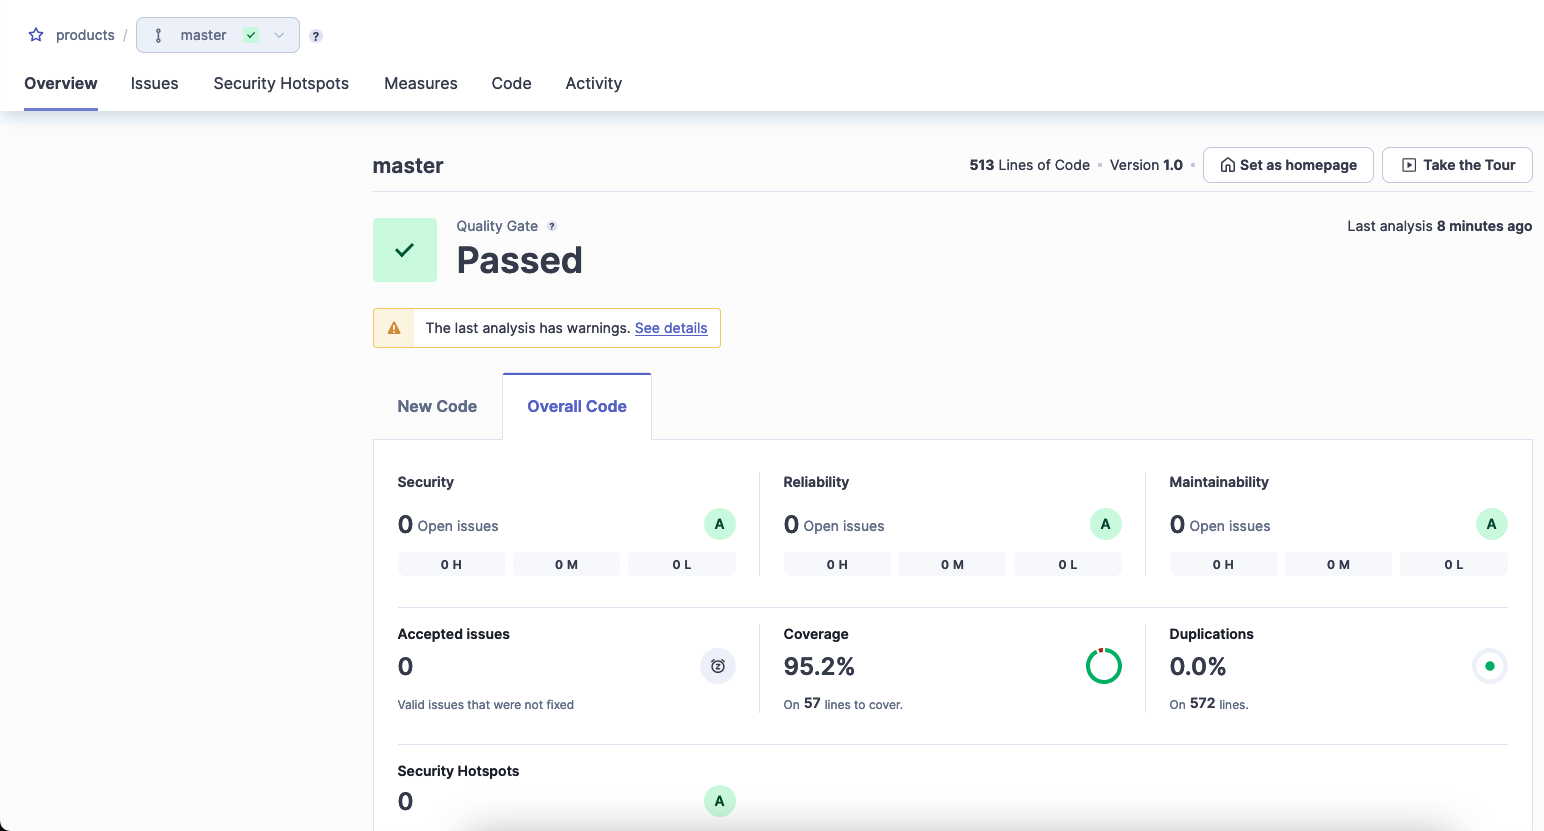 products / master ?
Overview Issues Security Hotspots Measures Code Activity
master
513 Lines of Code • Version 1.0 • Set as homepage Take the Tour
Quality Gate ?
Passed
Last analysis 8 minutes ago
The last analysis has warnings. See details
New Code Overall Code
Security Reliability Maintainability
0 Open issues A 0 Open issues A 0 Open issues A
0 H 0 M 0 L 0 H 0 M 0 L 0 H 0 M 0 L
Accepted issues Coverage Duplications
0 95.2% 0.0%
Valid issues that were not fixed On 57 lines to cover. On 572 lines.
Security Hotspots
0 A